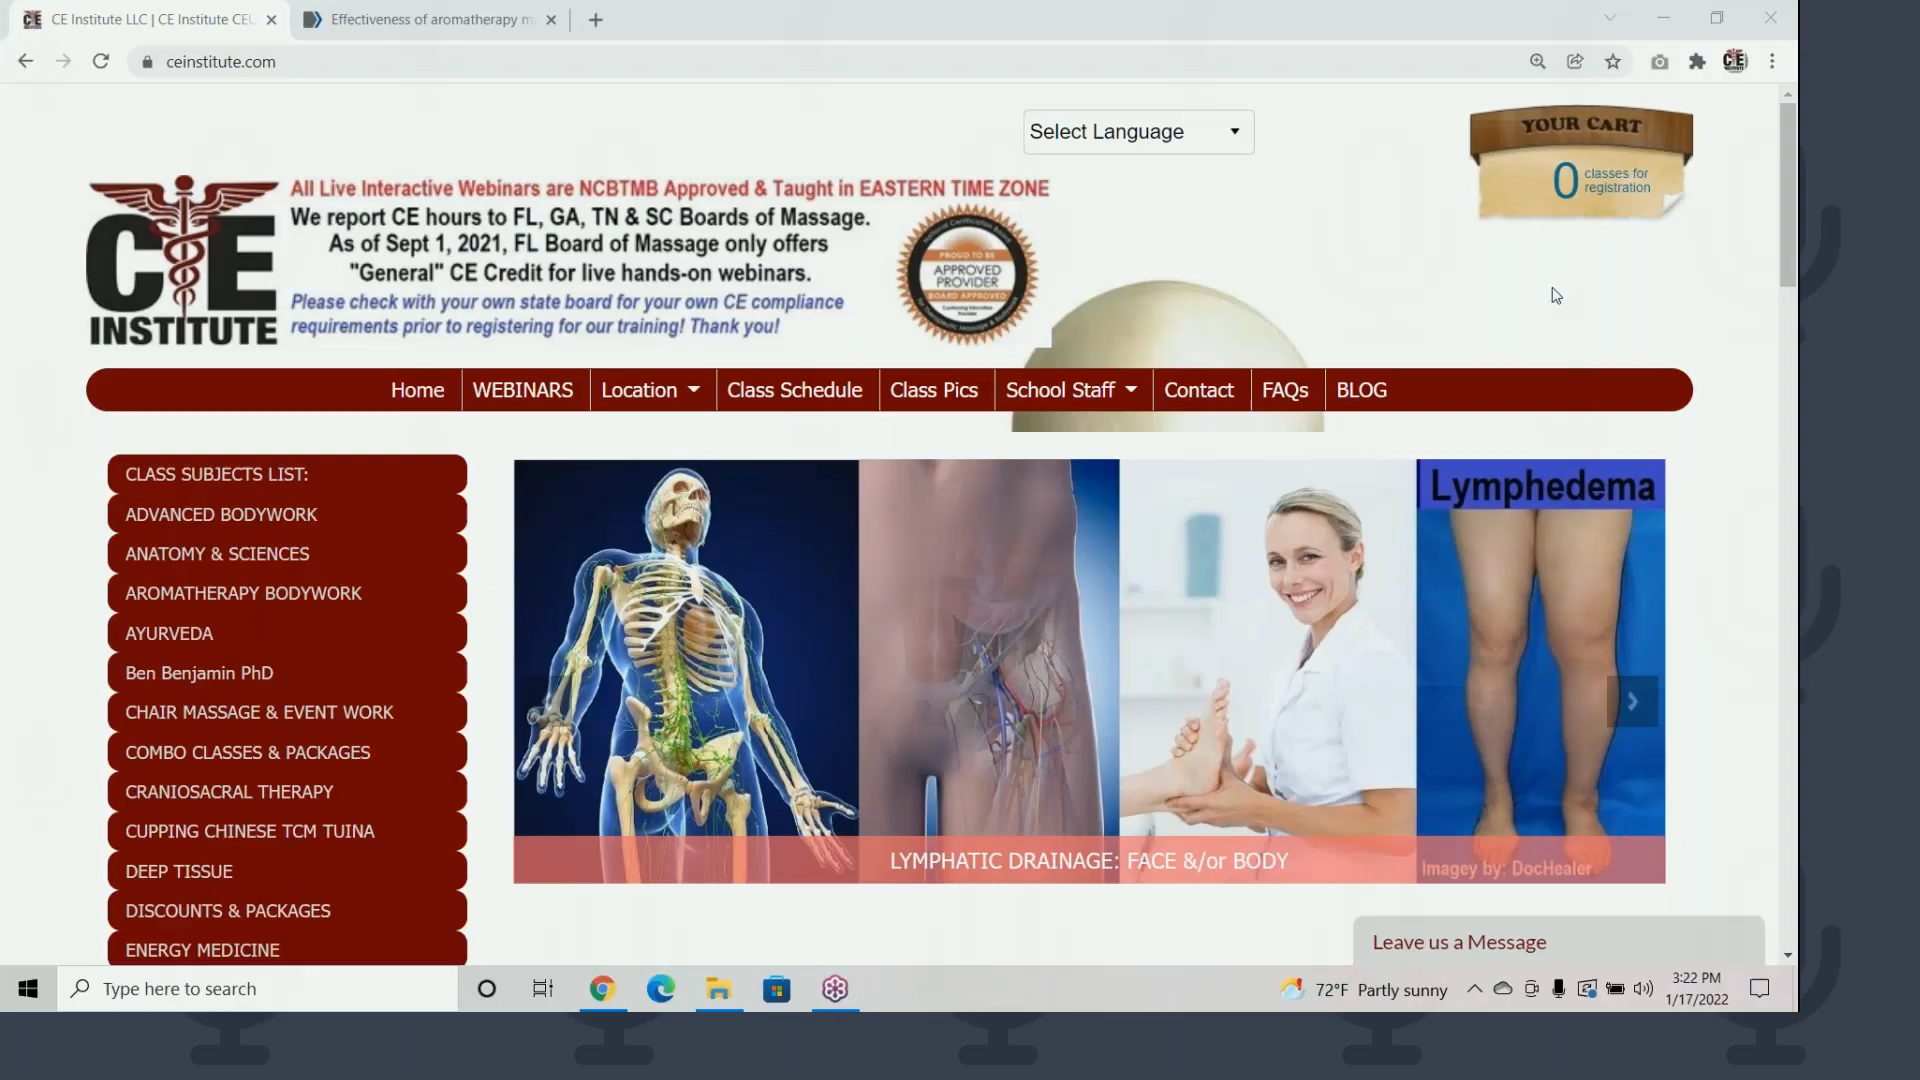 CE Institute LLC | CE Institute CEU
Effectiveness of aromatherapy m
ceinstitute.com
Select Language
YOUR CART
0 classes for
registration
CE
INSTITUTE
All Live Interactive Webinars are NCBTMB Approved & Taught in EASTERN TIME ZONE
We report CE hours to FL, GA, TN & SC Boards of Massage.
As of Sept 1, 2021, FL Board of Massage only offers
"General" CE Credit for live hands-on webinars.
Please check with your own state board for your own CE compliance
requirements prior to registering for our training! Thank you!
PROUD TO BE
APPROVED
PROVIDER
BOARD APPROVED
Home
WEBINARS
Location
Class Schedule
Class Pics
School Staff
Contact
FAQs
BLOG
CLASS SUBJECTS LIST:
ADVANCED BODYWORK
ANATOMY & SCIENCES
AROMATHERAPY BODYWORK
AYURVEDA
Ben Benjamin PhD
CHAIR MASSAGE & EVENT WORK
COMBO CLASSES & PACKAGES
CRANIOSACRAL THERAPY
CUPPING CHINESE TCM TUINA
DEEP TISSUE
DISCOUNTS & PACKAGES
ENERGY MEDICINE
Lymphedema
LYMPHATIC DRAINAGE: FACE &/or BODY
Imagey by: DocHealer
Leave us a Message
Type here to search
72°F Partly sunny
3:22 PM
1/17/2022